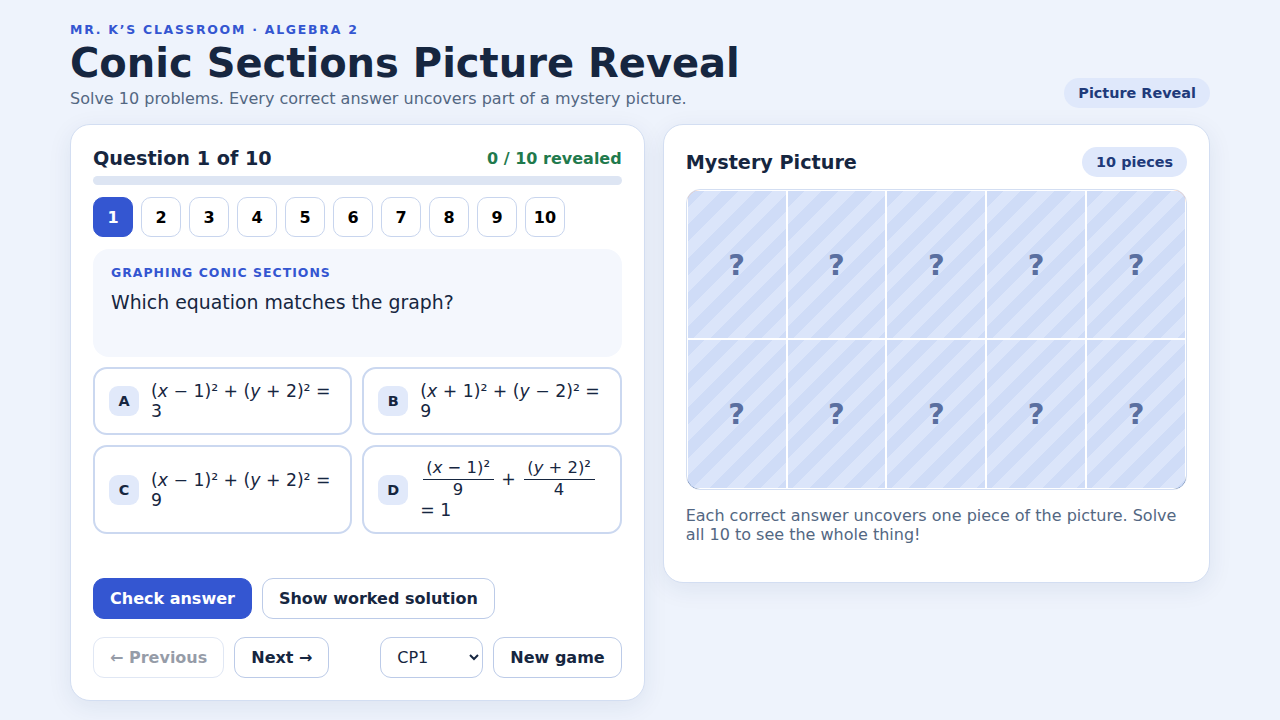 MR. K’S CLASSROOM · ALGEBRA 2
Conic Sections Picture Reveal
Solve 10 problems. Every correct answer uncovers part of a mystery picture.
Picture Reveal
Question 1 of 10
0 / 10 revealed
1 2 3 4 5 6 7 8 9 10
GRAPHING CONIC SECTIONS
Which equation matches the graph?
A
(x − 1)² + (y + 2)² =
3
B
(x + 1)² + (y − 2)² =
9
C
(x − 1)² + (y + 2)² =
9
D
(x − 1)²/9 + (y + 2)²/4
= 1
Check answer
Show worked solution
← Previous
Next →
CP1
New game
Mystery Picture
10 pieces
? ? ? ? ?
? ? ? ? ?
Each correct answer uncovers one piece of the picture. Solve
all 10 to see the whole thing!